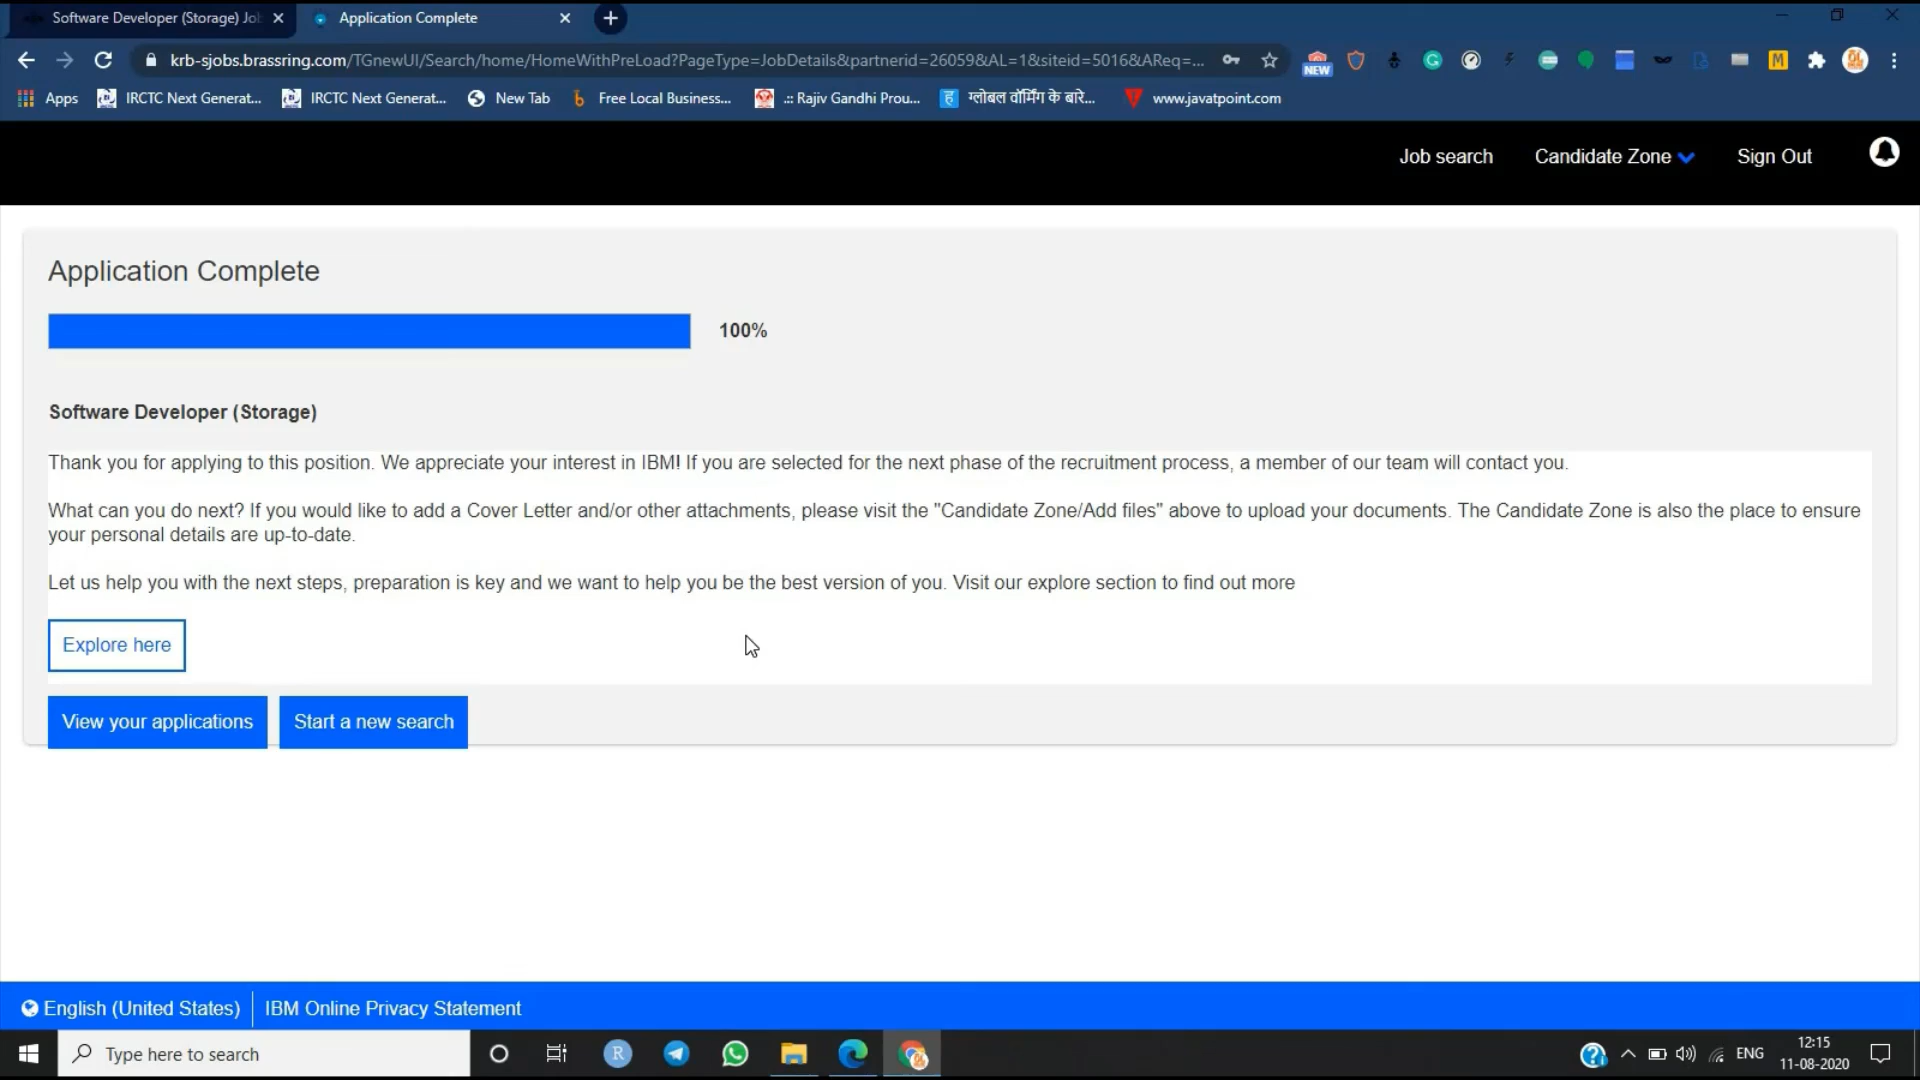 Software Developer (Storage) Jo
Application Complete
krb-sjobs.brassring.com/TGnewUI/Search/home/HomeWithPreLoad?PageType=JobDetails&partnerid=26059&AL=1&siteid=5016&AReq=...
NEW
M
Apps
IRCTC Next Generat...
IRCTC Next Generat...
New Tab
Free Local Business...
.:: Rajiv Gandhi Prou...
ग्लोबल वॉर्मिंग के बारे...
www.javatpoint.com
Job search
Candidate Zone
Sign Out
Application Complete
100%
Software Developer (Storage)
Thank you for applying to this position. We appreciate your interest in IBM! If you are selected for the next phase of the recruitment process, a member of our team will contact you.
What can you do next? If you would like to add a Cover Letter and/or other attachments, please visit the "Candidate Zone/Add files" above to upload your documents. The Candidate Zone is also the place to ensure
your personal details are up-to-date.
Let us help you with the next steps, preparation is key and we want to help you be the best version of you. Visit our explore section to find out more
Explore here
View your applications
Start a new search
English (United States)
IBM Online Privacy Statement
Type here to search
R
ENG
12:15
11-08-2020